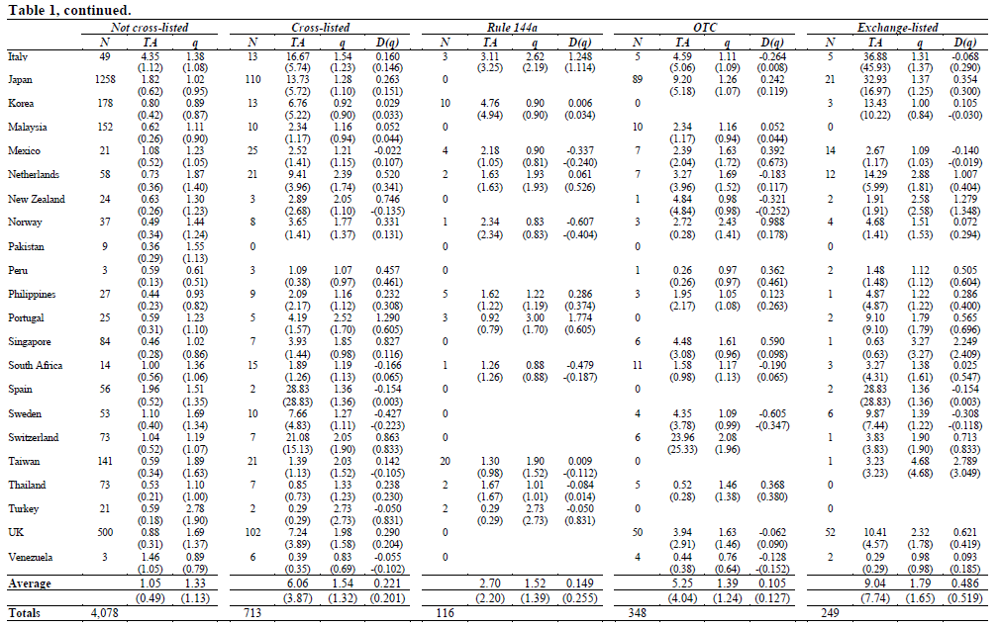 Table 1, continued.
Not cross-listed Cross-listed Rule 144a OTC Exchange-listed
N TA q N TA q D(q) N TA q D(q) N TA q D(q) N TA q D(q)
Italy 49 4.35 1.38 13 16.67 1.54 0.160 3 3.11 2.62 1.248 5 4.59 1.11 -0.264 5 36.88 1.31 -0.068
(1.12) (1.08) (5.74) (1.23) (0.146) (3.25) (2.19) (1.114) (5.06) (1.09) (0.008) (45.93) (1.37) (0.290)
Japan 1258 1.82 1.02 110 13.73 1.28 0.263 0 89 9.20 1.26 0.242 21 32.93 1.37 0.354
(0.62) (0.95) (5.72) (1.10) (0.151) (5.18) (1.07) (0.119) (16.97) (1.25) (0.300)
Korea 178 0.80 0.89 13 6.76 0.92 0.029 10 4.76 0.90 0.006 0 3 13.43 1.00 0.105
(0.42) (0.87) (5.22) (0.90) (0.033) (4.94) (0.90) (0.034) (10.22) (0.84) -(0.030)
Malaysia 152 0.62 1.11 10 2.34 1.16 0.052 0 10 2.34 1.16 0.052 0
(0.26) (0.90) (1.17) (0.94) (0.044) (1.17) (0.94) (0.044)
Mexico 21 1.08 1.23 25 2.52 1.21 -0.022 4 2.18 0.90 -0.337 7 2.39 1.63 0.392 14 2.67 1.09 -0.140
(0.52) (1.05) (1.41) (1.15) (0.107) (1.05) (0.81) -(0.240) (2.04) (1.72) (0.673) (1.17) (1.03) -(0.019)
Netherlands 58 0.73 1.87 21 9.41 2.39 0.520 2 1.63 1.93 0.061 7 3.27 1.69 -0.183 12 14.29 2.88 1.007
(0.36) (1.40) (3.96) (1.74) (0.341) (1.63) (1.93) (0.526) (3.96) (1.52) (0.117) (5.99) (1.81) (0.404)
New Zealand 24 0.63 1.30 3 2.89 2.05 0.746 0 1 4.84 0.98 -0.321 2 1.91 2.58 1.279
(0.26) (1.23) (2.68) (1.10) -(0.135) (4.84) (0.98) -(0.252) (1.91) (2.58) (1.348)
Norway 37 0.49 1.44 8 3.65 1.77 0.331 1 2.34 0.83 -0.607 3 2.72 2.43 0.988 4 4.68 1.51 0.072
(0.34) (1.24) (1.41) (1.37) (0.131) (2.34) (0.83) -(0.404) (0.28) (1.41) (0.178) (1.41) (1.53) (0.294)
Pakistan 9 0.36 1.55 0 0 0 0
(0.29) (1.13)
Peru 3 0.59 0.61 3 1.09 1.07 0.457 0 1 0.26 0.97 0.362 2 1.48 1.12 0.505
(0.13) (0.51) (0.38) (0.97) (0.461) (0.26) (0.97) (0.461) (1.48) (1.12) (0.604)
Philippines 27 0.44 0.93 9 2.09 1.16 0.232 5 1.62 1.22 0.286 3 1.95 1.05 0.123 1 4.87 1.22 0.286
(0.23) (0.82) (2.17) (1.12) (0.308) (1.22) (1.19) (0.374) (2.17) (1.08) (0.263) (4.87) (1.22) (0.400)
Portugal 25 0.59 1.23 5 4.19 2.52 1.290 3 0.92 3.00 1.774 0 2 9.10 1.79 0.565
(0.31) (1.10) (1.57) (1.70) (0.605) (0.79) (1.70) (0.605) (9.10) (1.79) (0.696)
Singapore 84 0.46 1.02 7 3.93 1.85 0.827 0 6 4.48 1.61 0.590 1 0.63 3.27 2.249
(0.28) (0.86) (1.44) (0.98) (0.116) (3.08) (0.96) (0.098) (0.63) (3.27) (2.409)
South Africa 14 1.00 1.36 15 1.89 1.19 -0.166 1 1.26 0.88 -0.479 11 1.58 1.17 -0.190 3 3.27 1.38 0.025
(0.56) (1.06) (1.26) (1.13) (0.065) (1.26) (0.88) -(0.187) (0.98) (1.13) (0.065) (4.31) (1.61) (0.547)
Spain 56 1.96 1.51 2 28.83 1.36 -0.154 0 0 2 28.83 1.36 -0.154
(0.52) (1.35) (28.83) (1.36) (0.003) (28.83) (1.36) (0.003)
Sweden 53 1.10 1.69 10 7.66 1.27 -0.427 0 4 4.35 1.09 -0.605 6 9.87 1.39 -0.308
(0.40) (1.34) (4.83) (1.11) -(0.223) (3.78) (0.99) -(0.347) (7.44) (1.22) -(0.118)
Switzerland 73 1.04 1.19 7 21.08 2.05 0.863 0 6 23.96 2.08 1 3.83 1.90 0.713
(0.52) (1.07) (15.13) (1.90) (0.833) (25.33) (1.96) (3.83) (1.90) (0.833)
Taiwan 141 0.59 1.89 21 1.39 2.03 0.142 20 1.30 1.90 0.009 0 1 3.23 4.68 2.789
(0.34) (1.63) (1.13) (1.52) -(0.105) (0.98) (1.52) -(0.112) (3.23) (4.68) (3.049)
Thailand 73 0.53 1.10 7 0.85 1.33 0.238 2 1.67 1.01 -0.084 5 0.52 1.46 0.368 0
(0.21) (1.00) (0.73) (1.23) (0.230) (1.67) (1.01) (0.014) (0.28) (1.38) (0.380)
Turkey 21 0.59 2.78 2 0.29 2.73 -0.050 2 0.29 2.73 -0.050 0 0
(0.18) (1.90) (0.29) (2.73) (0.831) (0.29) (2.73) (0.831)
UK 500 0.88 1.69 102 7.24 1.98 0.290 0 50 3.94 1.63 -0.062 52 10.41 2.32 0.621
(0.31) (1.37) (3.89) (1.58) (0.204) (2.91) (1.46) (0.090) (4.57) (1.78) (0.419)
Venezuela 3 1.46 0.89 6 0.39 0.83 -0.055 0 4 0.44 0.76 -0.128 2 0.29 0.98 0.093
(1.05) (0.79) (0.35) (0.69) -(0.102) (0.38) (0.64) -(0.152) (0.29) (0.98) (0.185)
Average 1.05 1.33 6.06 1.54 0.221 2.70 1.52 0.149 5.25 1.39 0.105 9.04 1.79 0.486
(0.49) (1.13) (3.87) (1.32) (0.201) (2.20) (1.39) (0.255) (4.04) (1.24) (0.127) (7.74) (1.65) (0.519)
Totals 4,078 713 116 348 249